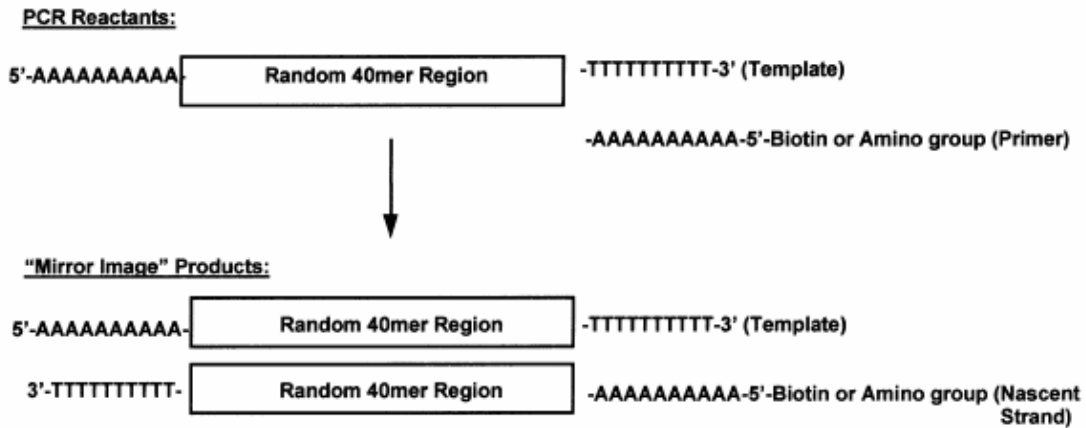 PCR Reactants:
5'-AAAAAAAAAA- Random 40mer Region -TTTTTTTTTT-3' (Template)
-AAAAAAAAAA-5'-Biotin or Amino group (Primer)
"Mirror Image" Products:
5'-AAAAAAAAAA- Random 40mer Region -TTTTTTTTTT-3' (Template)
3'-TTTTTTTTTT- Random 40mer Region -AAAAAAAAAA-5'-Biotin or Amino group (Nascent
Strand)